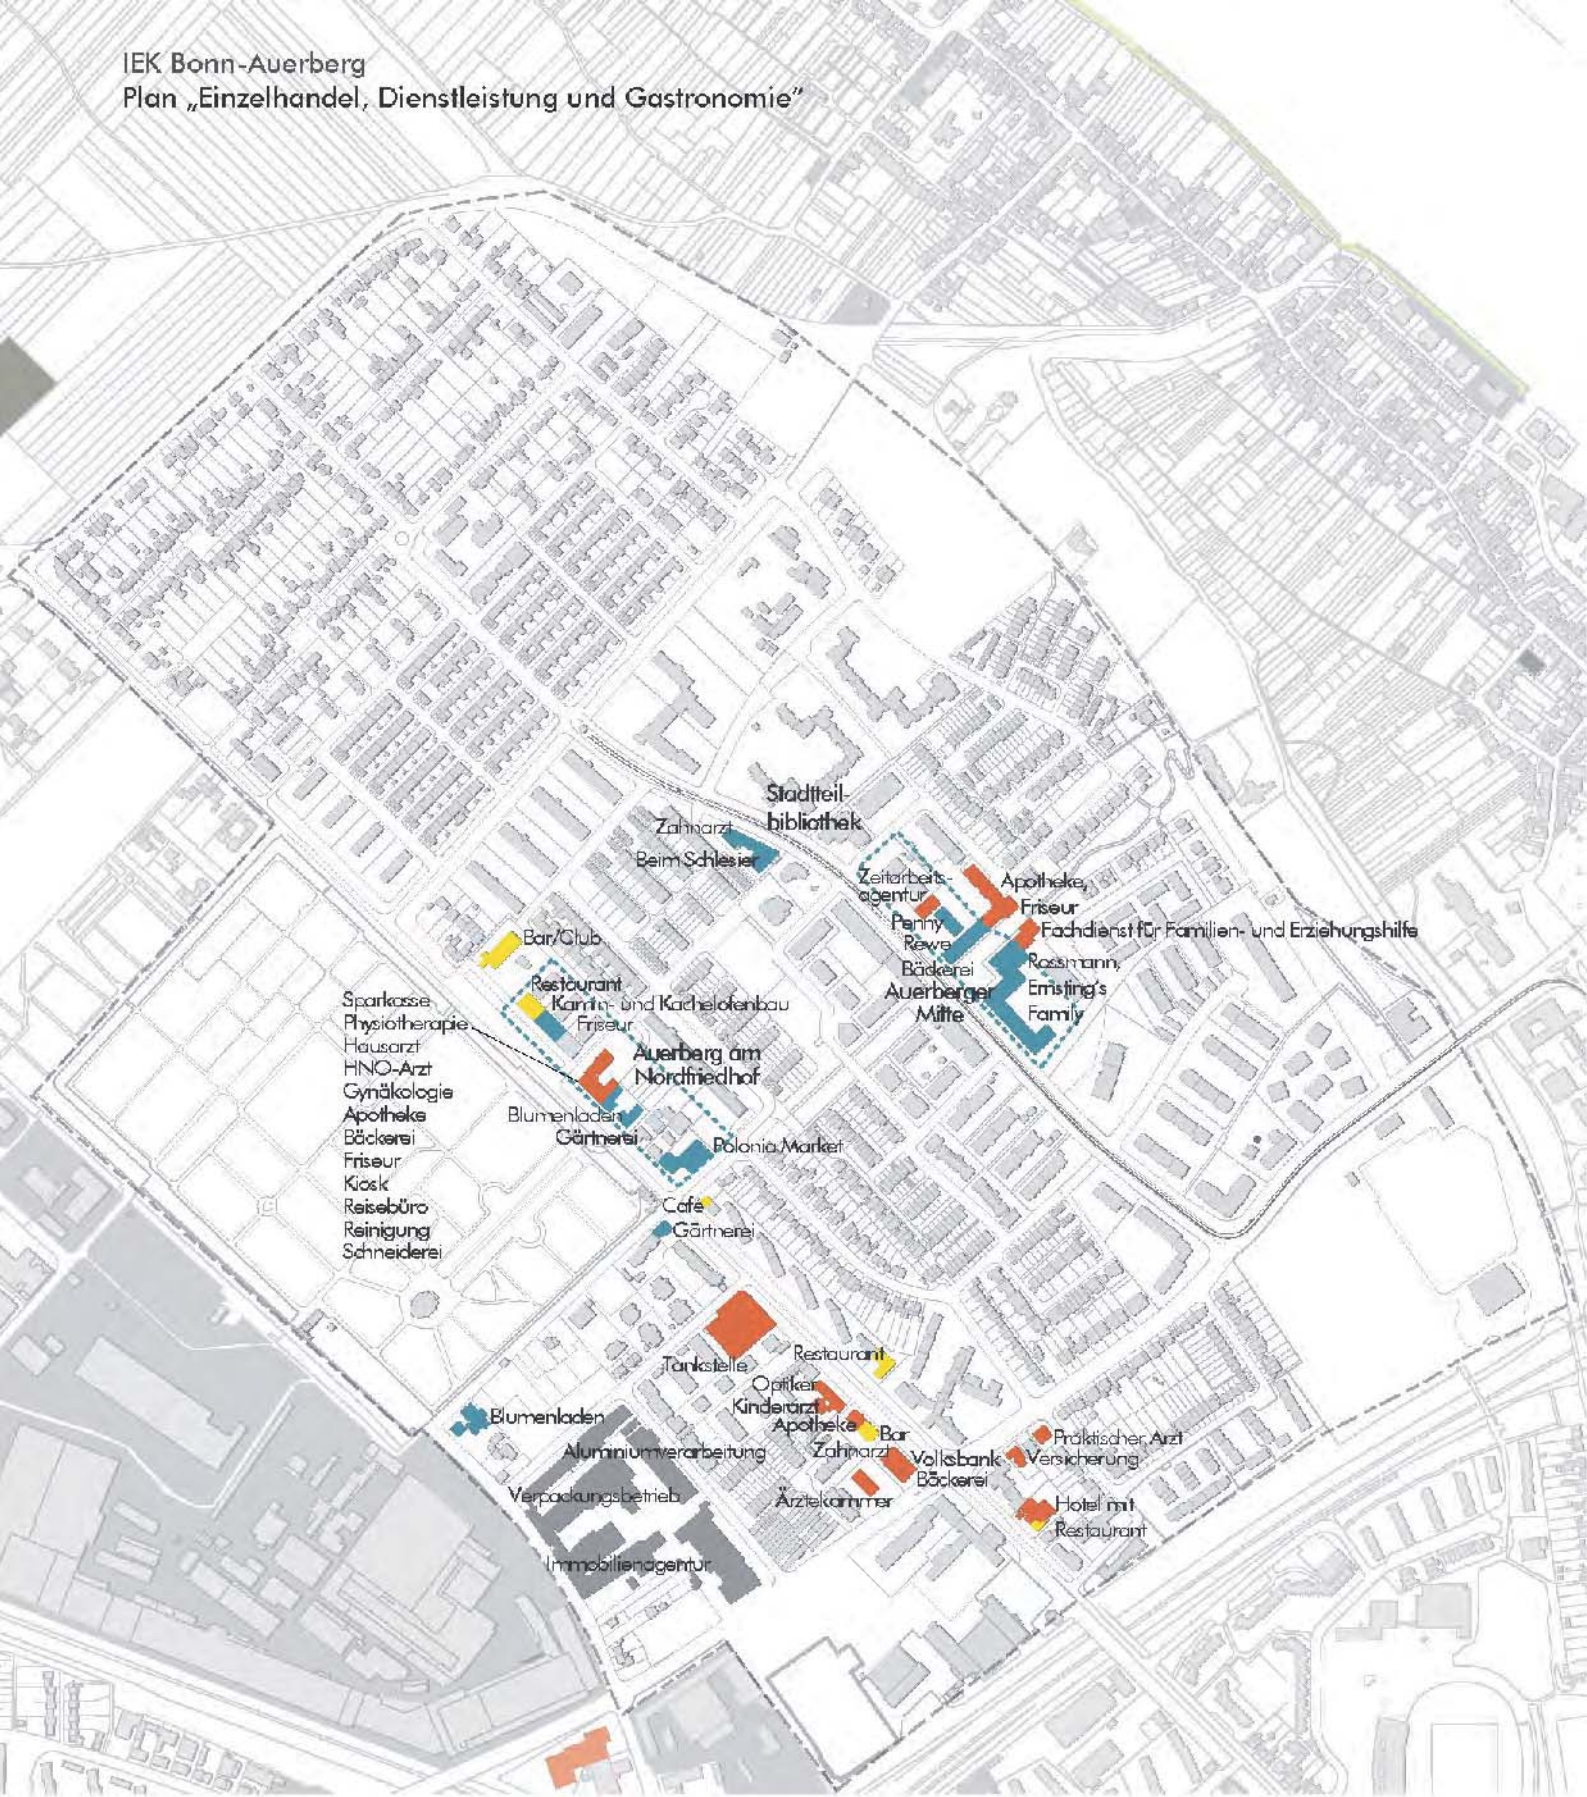 IEK Bonn-Auerberg
Plan „Einzelhandel, Dienstleistung und Gastronomie”
Stadtteil-
bibliothek
Zahnarzt
Beim Schlesier
Zeitarbeits-
agentur
Apotheke,
Friseur
Penny
Rewe
Fachdienst für Familien- und Erziehungshilfe
Bäckerei
Rossmann,
Auerberger
Mitte
Ernsting's
Family
Bar/Club
Restaurant
Kamin- und Kachelofenbau
Friseur
Sparkasse
Physiotherapie
Hausarzt
HNO-Arzt
Gynäkologie
Apotheke
Bäckerei
Friseur
Kiosk
Reisebüro
Reinigung
Schneiderei
Auerberg am
Nordfriedhof
Blumenladen
Gärtnerei
Polonia Market
Café
Gärtnerei
Tankstelle
Restaurant
Optiker
Kinderarzt
Apotheke
Bar
Zahnarzt
Volksbank
Bäckerei
Ärztekammer
Praktischer Arzt
Versicherung
Hotel mit
Restaurant
Blumenladen
Aluminiumverarbeitung
Verpackungsbetrieb
Immobilienagentur